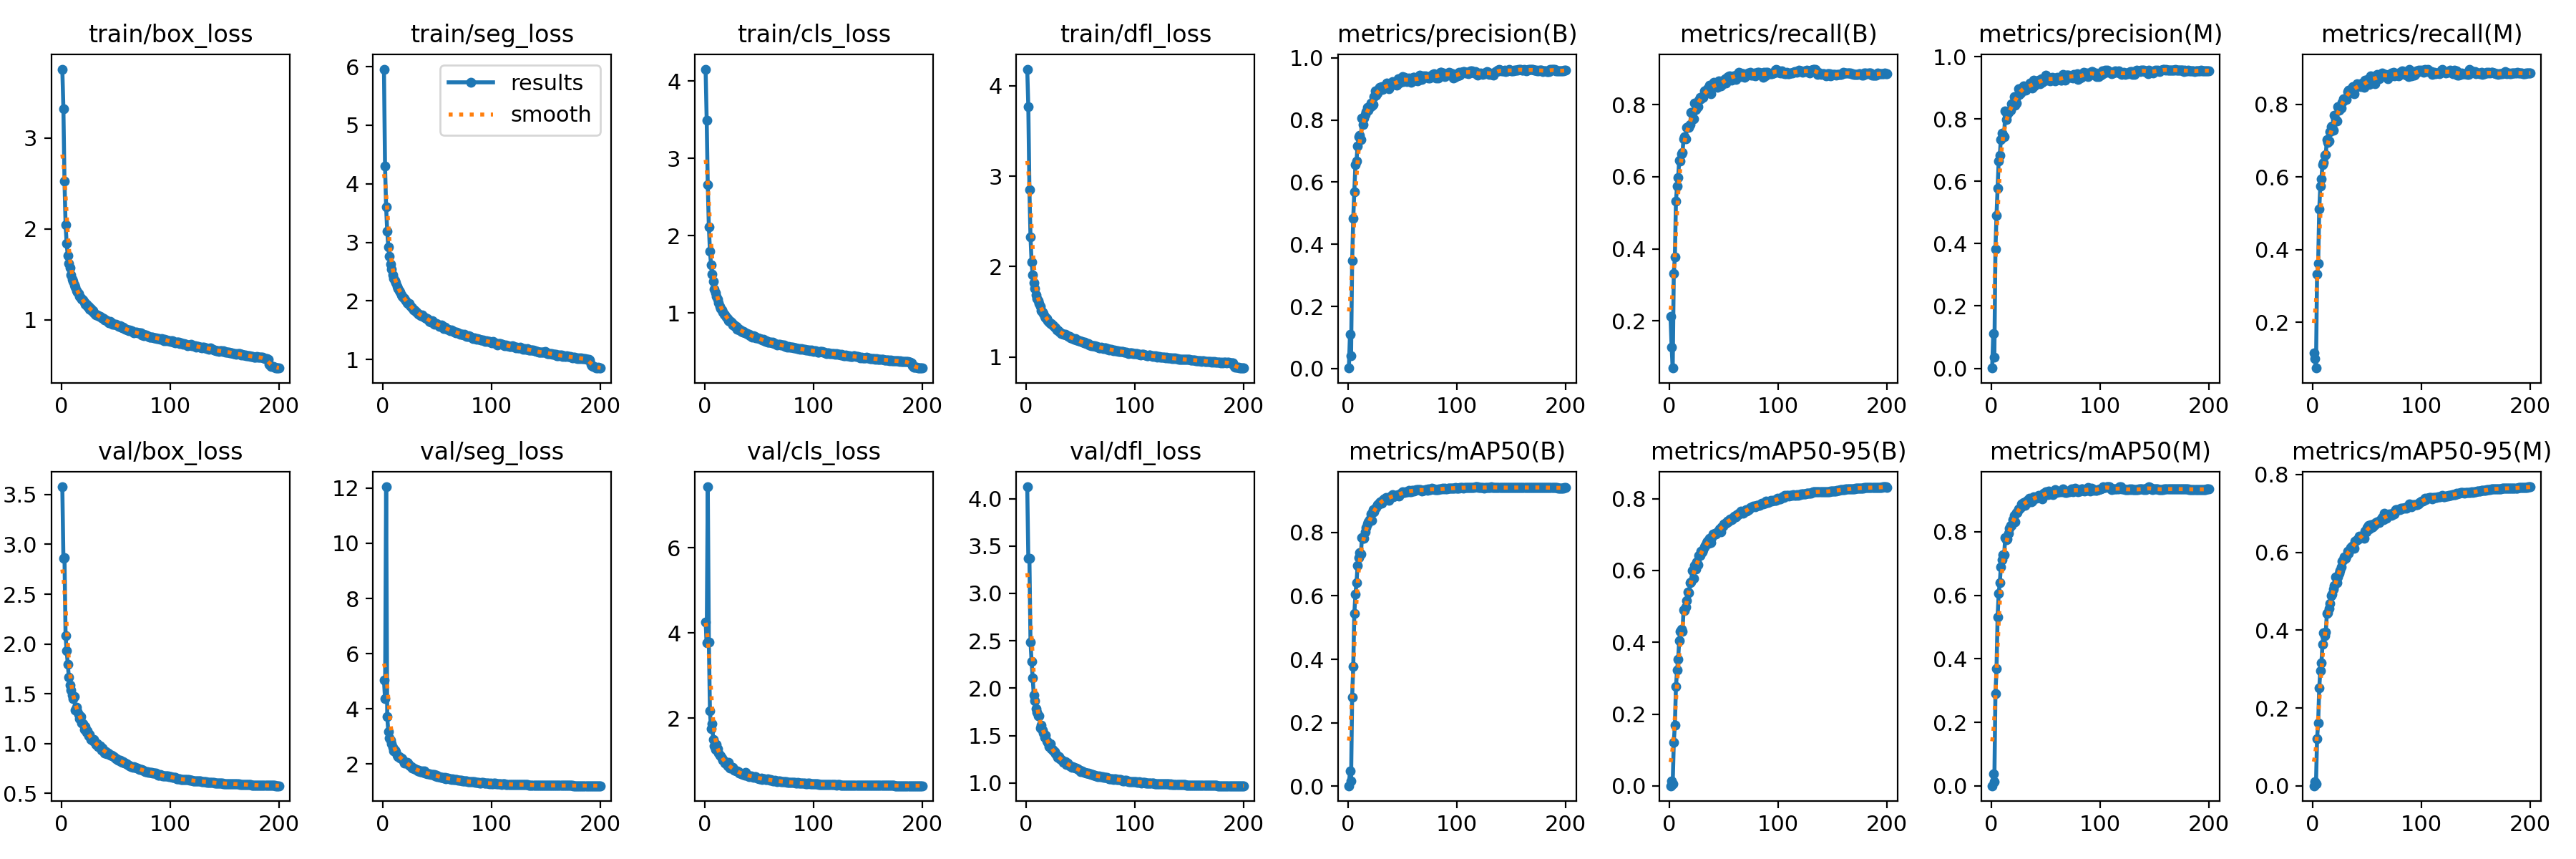 train/box_loss
train/seg_loss
train/cls_loss
train/dfl_loss
metrics/precision(B)
metrics/recall(B)
metrics/precision(M)
metrics/recall(M)
3
2
1
0 100 200
6
5
4
3
2
1
0 100 200
results
smooth
4
3
2
1
0 100 200
4
3
2
1
0 100 200
1.0
0.8
0.6
0.4
0.2
0.0
0 100 200
0.8
0.6
0.4
0.2
0 100 200
1.0
0.8
0.6
0.4
0.2
0.0
0 100 200
0.8
0.6
0.4
0.2
0 100 200
val/box_loss
val/seg_loss
val/cls_loss
val/dfl_loss
metrics/mAP50(B)
metrics/mAP50-95(B)
metrics/mAP50(M)
metrics/mAP50-95(M)
3.5
3.0
2.5
2.0
1.5
1.0
0.5
0 100 200
12
10
8
6
4
2
0 100 200
6
4
2
0 100 200
4.0
3.5
3.0
2.5
2.0
1.5
1.0
0 100 200
0.8
0.6
0.4
0.2
0.0
0 100 200
0.8
0.6
0.4
0.2
0.0
0 100 200
0.8
0.6
0.4
0.2
0.0
0 100 200
0.8
0.6
0.4
0.2
0.0
0 100 200